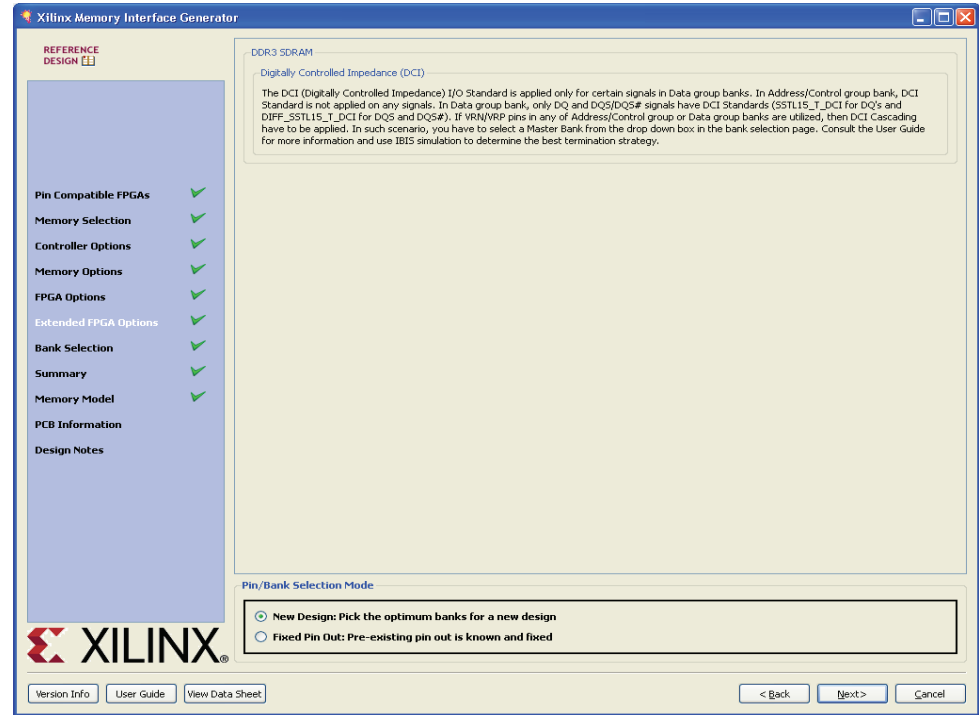 Xilinx Memory Interface Generator
REFERENCE
DESIGN
Pin Compatible FPGAs
Memory Selection
Controller Options
Memory Options
FPGA Options
Extended FPGA Options
Bank Selection
Summary
Memory Model
PCB Information
Design Notes
XILINX®
DDR3 SDRAM
Digitally Controlled Impedance (DCI)
The DCI (Digitally Controlled Impedance) I/O Standard is applied only for certain signals in Data group banks. In Address/Control group bank, DCI
Standard is not applied on any signals. In Data group bank, only DQ and DQS/DQS# signals have DCI Standards (SSTL15_T_DCI for DQ's and
DIFF_SSTL15_T_DCI for DQS and DQS#). If VRN/VRP pins in any of Address/Control group or Data group banks are utilized, then DCI Cascading
have to be applied. In such scenario, you have to select a Master Bank from the drop down box in the bank selection page. Consult the User Guide
for more information and use IBIS simulation to determine the best termination strategy.
Pin/Bank Selection Mode
New Design: Pick the optimum banks for a new design
Fixed Pin Out: Pre-existing pin out is known and fixed
Version Info User Guide View Data Sheet < Back Next> Cancel